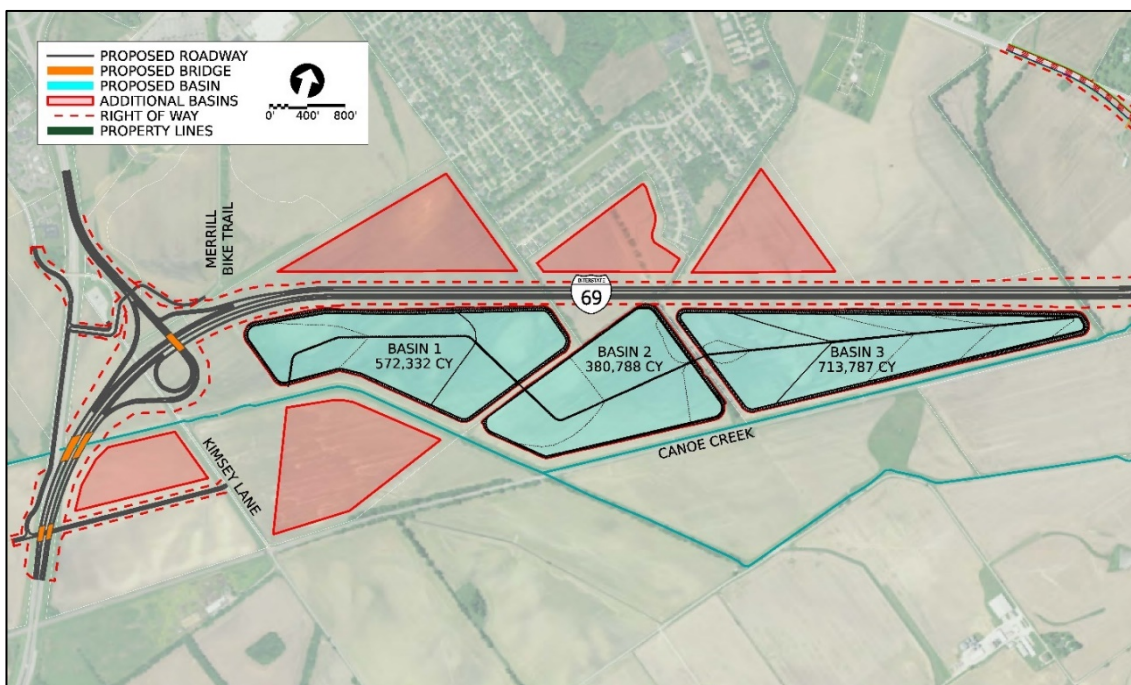 PROPOSED ROADWAY
PROPOSED BRIDGE
PROPOSED BASIN
ADDITIONAL BASINS
RIGHT OF WAY
PROPERTY LINES
0' 400' 800'
MERRILL
BIKE TRAIL
INTERSTATE
69
BASIN 1
572,332 CY
BASIN 2
380,788 CY
BASIN 3
713,787 CY
CANOE CREEK
KIMSEY LANE